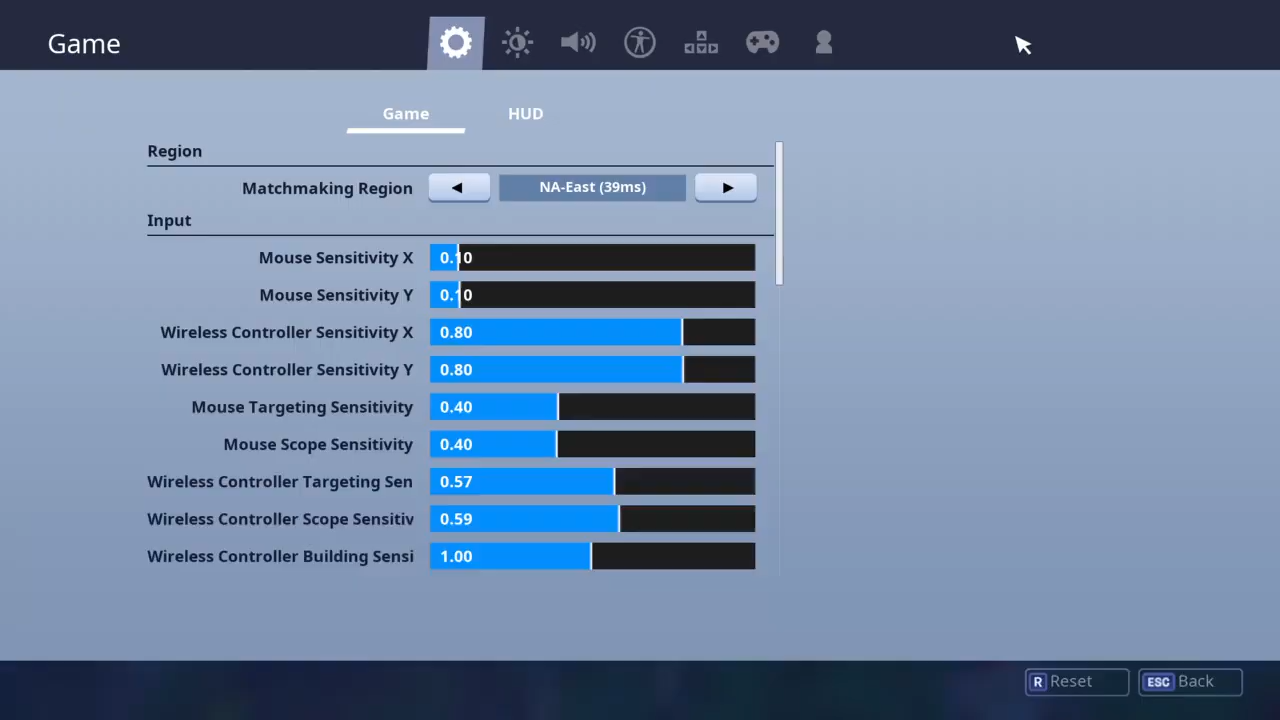 Game
Game HUD
Region
Matchmaking Region NA-East (39ms)
Input
Mouse Sensitivity X 0.10
Mouse Sensitivity Y 0.10
Wireless Controller Sensitivity X 0.80
Wireless Controller Sensitivity Y 0.80
Mouse Targeting Sensitivity 0.40
Mouse Scope Sensitivity 0.40
Wireless Controller Targeting Sen 0.57
Wireless Controller Scope Sensitiv 0.59
Wireless Controller Building Sensi 1.00
R Reset ESC Back